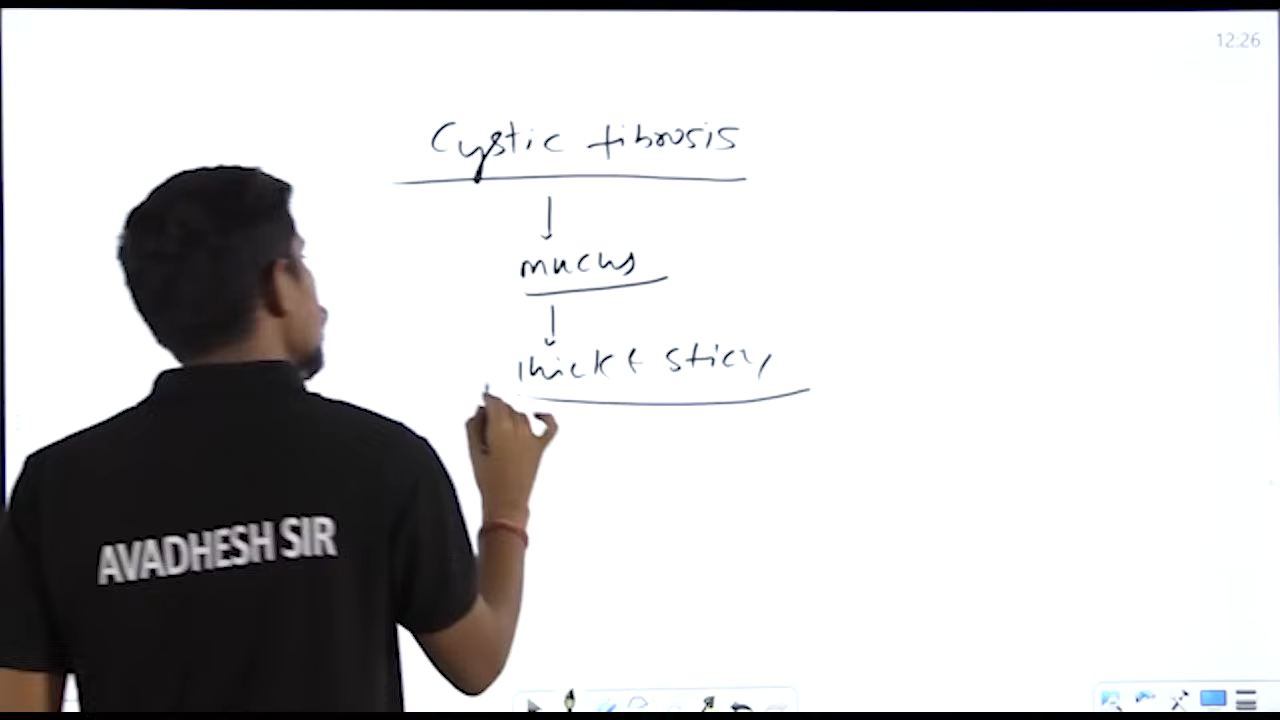 12:26
Cystic fibrosis
↓
mucus
↓
thick & sticky
AVADHESH SIR